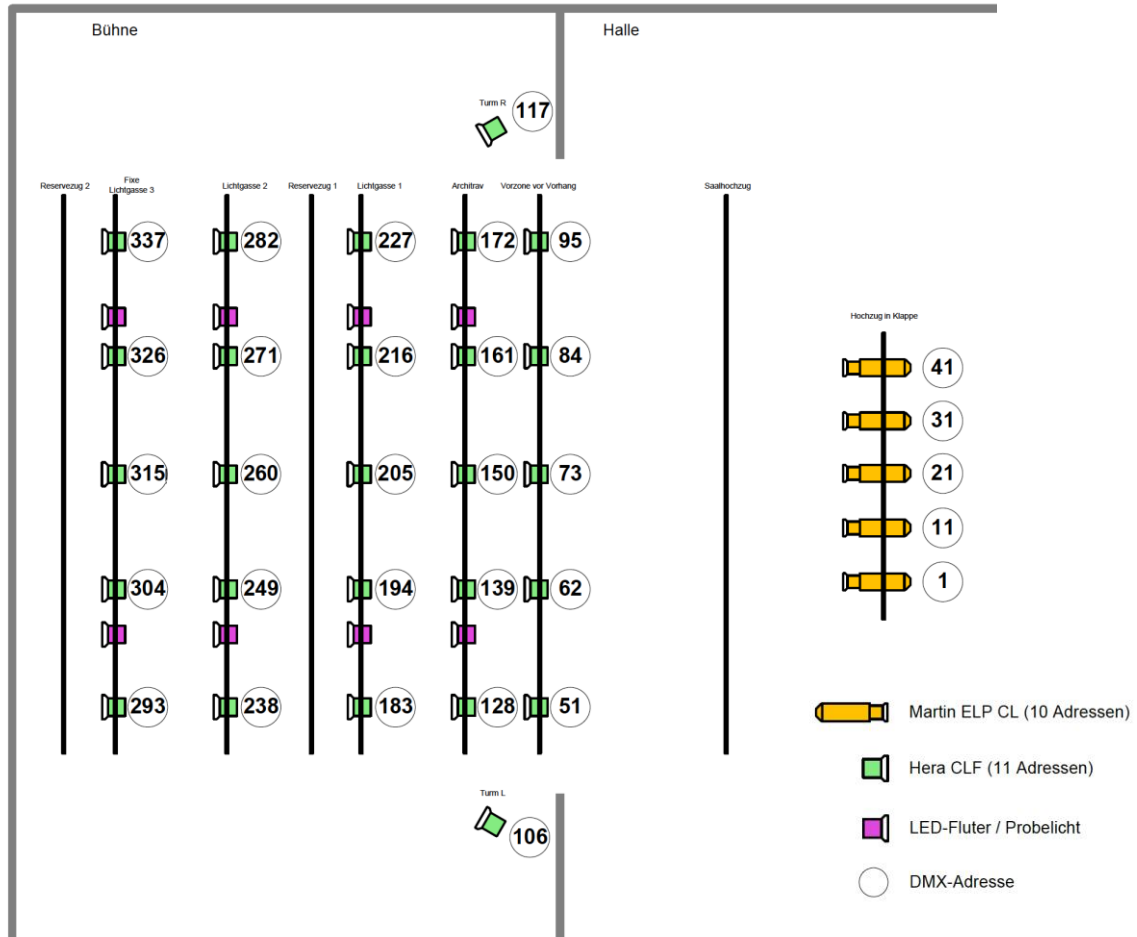 Bühne
Halle
Turm R
117
Reservezug 2
Fixe
Lichtgasse 3
Lichtgasse 2
Reservezug 1
Lichtgasse 1
Architrav
Vorzone vor Vorhang
Saalhochzug
337
282
227
172
95
Hochzug in Klappe
326
271
216
161
84
41
31
315
260
205
150
73
21
11
304
249
194
139
62
1
293
238
183
128
51
Martin ELP CL (10 Adressen)
Hera CLF (11 Adressen)
Turm L
106
LED-Fluter / Probelicht
DMX-Adresse